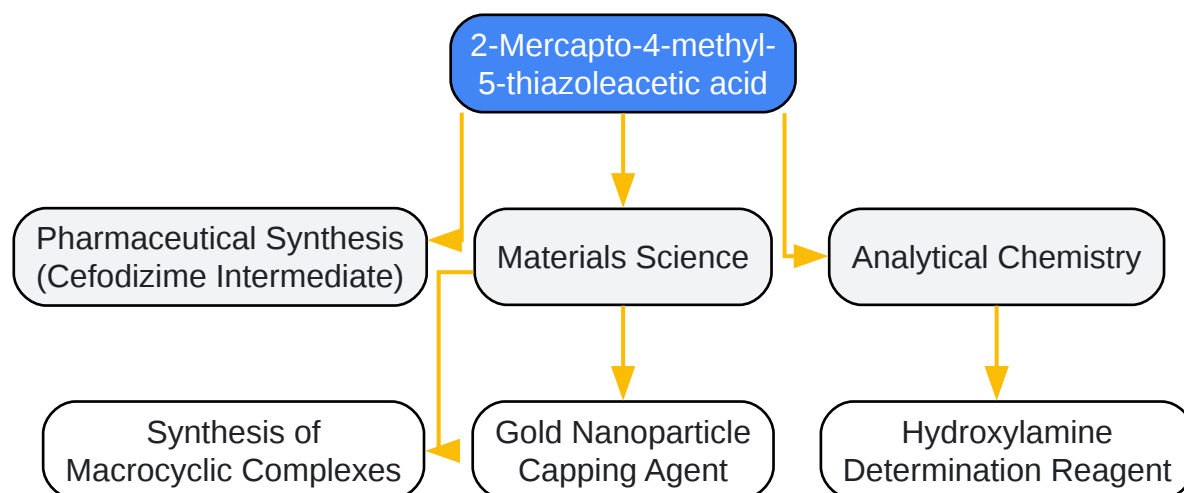 2-Mercapto-4-methyl-
5-thiazoleacetic acid
Pharmaceutical Synthesis
(Cefodizime Intermediate)
Materials Science
Analytical Chemistry
Synthesis of
Macrocyclic Complexes
Gold Nanoparticle
Capping Agent
Hydroxylamine
Determination Reagent